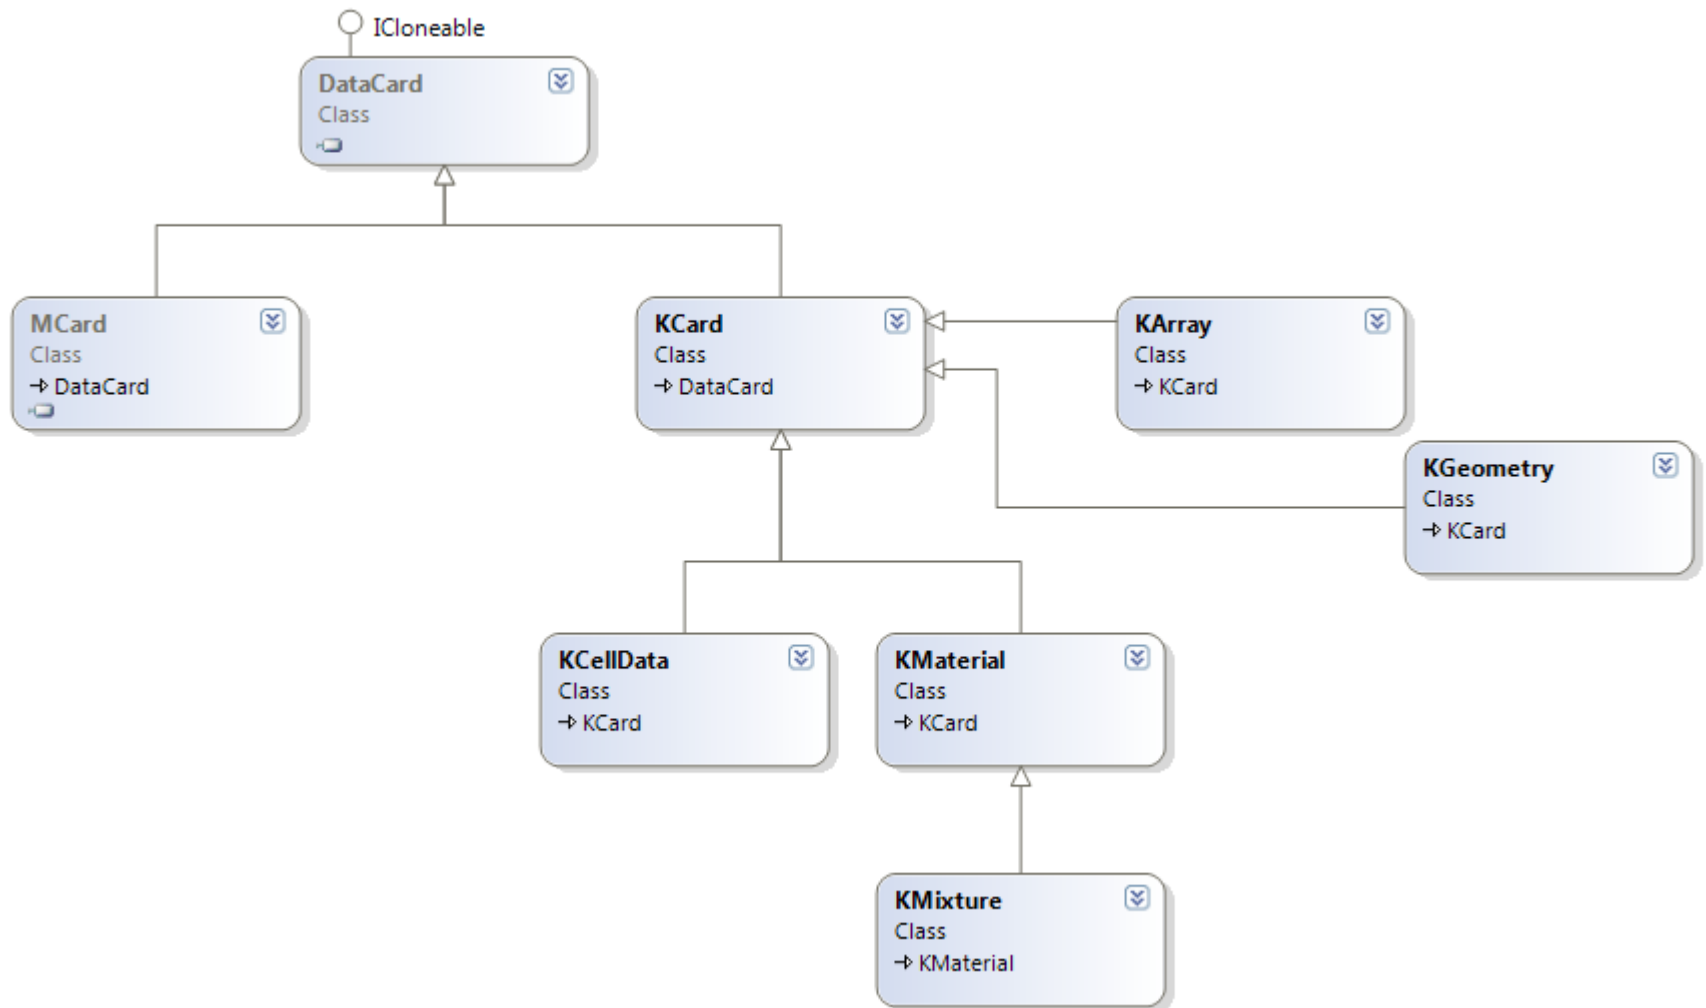 ICloneable
DataCard
Class
MCard
Class
DataCard
KCard
Class
DataCard
KArray
Class
KCard
KGeometry
Class
KCard
KCellData
Class
KCard
KMaterial
Class
KCard
KMixture
Class
KMaterial